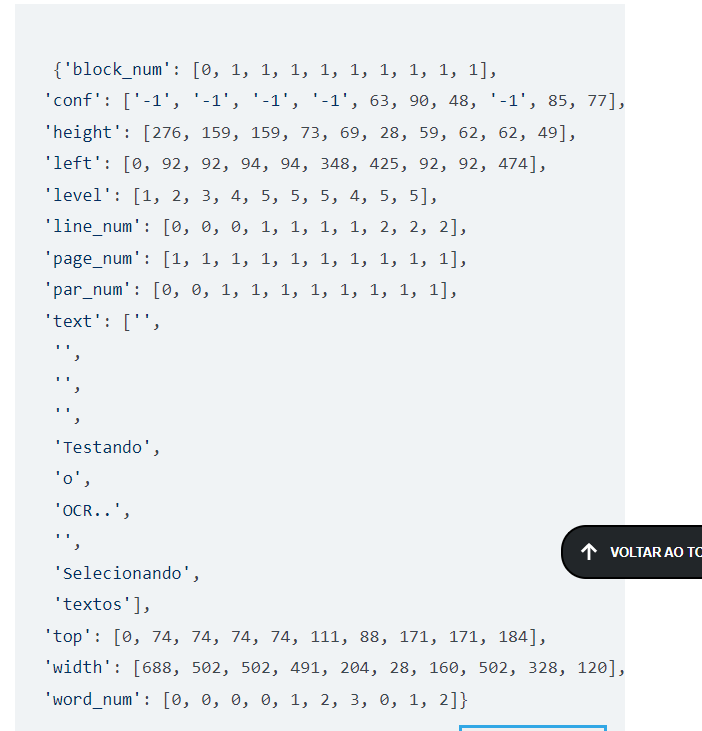 {'block_num': [0, 1, 1, 1, 1, 1, 1, 1, 1, 1],
'conf': ['-1', '-1', '-1', '-1', 63, 90, 48, '-1', 85, 77],
'height': [276, 159, 159, 73, 69, 28, 59, 62, 62, 49],
'left': [0, 92, 92, 94, 94, 348, 425, 92, 92, 474],
'level': [1, 2, 3, 4, 5, 5, 5, 4, 5, 5],
'line_num': [0, 0, 0, 1, 1, 1, 1, 2, 2, 2],
'page_num': [1, 1, 1, 1, 1, 1, 1, 1, 1, 1],
'par_num': [0, 0, 1, 1, 1, 1, 1, 1, 1, 1],
'text': ['',
'',
'',
'',
'Testando',
'o',
'OCR..',
'',
'Selecionando',
'textos'],
VOLTAR AO TO
'top': [0, 74, 74, 74, 74, 111, 88, 171, 171, 184],
'width': [688, 502, 502, 491, 204, 28, 160, 502, 328, 120],
'word_num': [0, 0, 0, 0, 1, 2, 3, 0, 1, 2]}